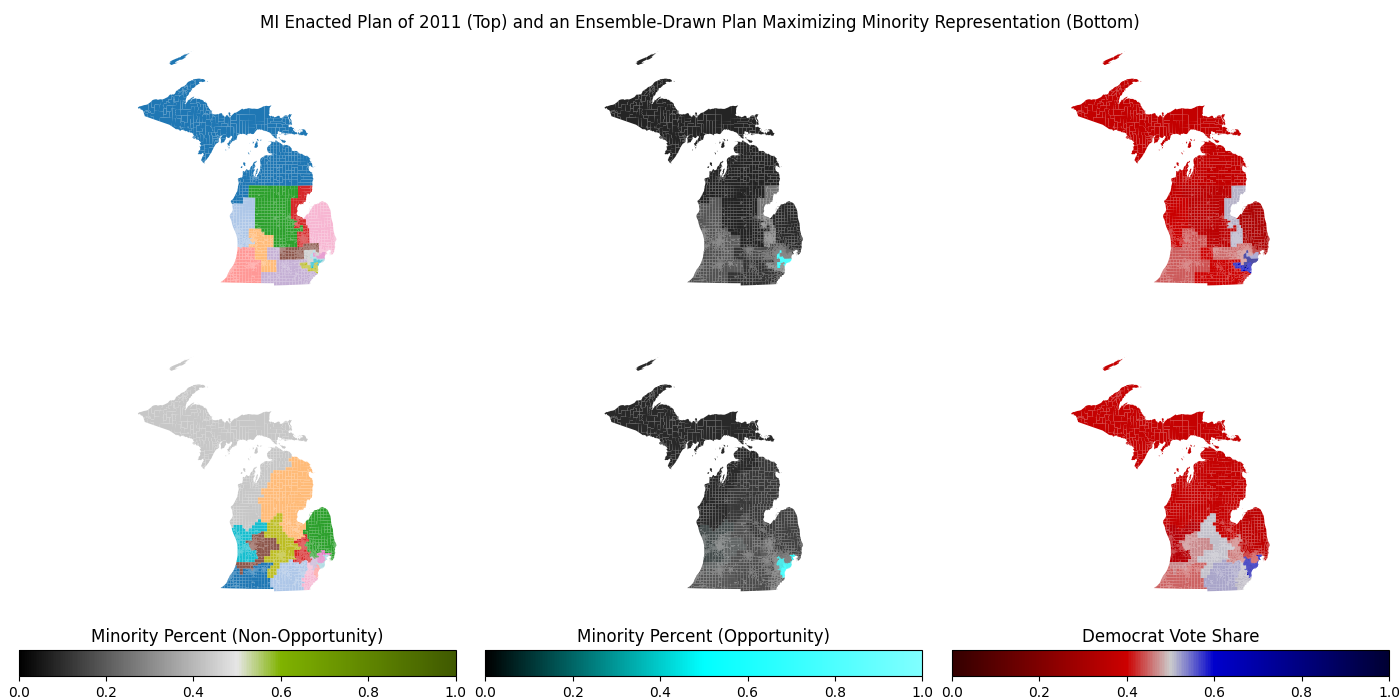 MI Enacted Plan of 2011 (Top) and an Ensemble-Drawn Plan Maximizing Minority Representation (Bottom)
Minority Percent (Non-Opportunity)
0.0 0.2 0.4 0.6 0.8 1.0
Minority Percent (Opportunity)
0.0 0.2 0.4 0.6 0.8 1.0
Democrat Vote Share
0.0 0.2 0.4 0.6 0.8 1.0